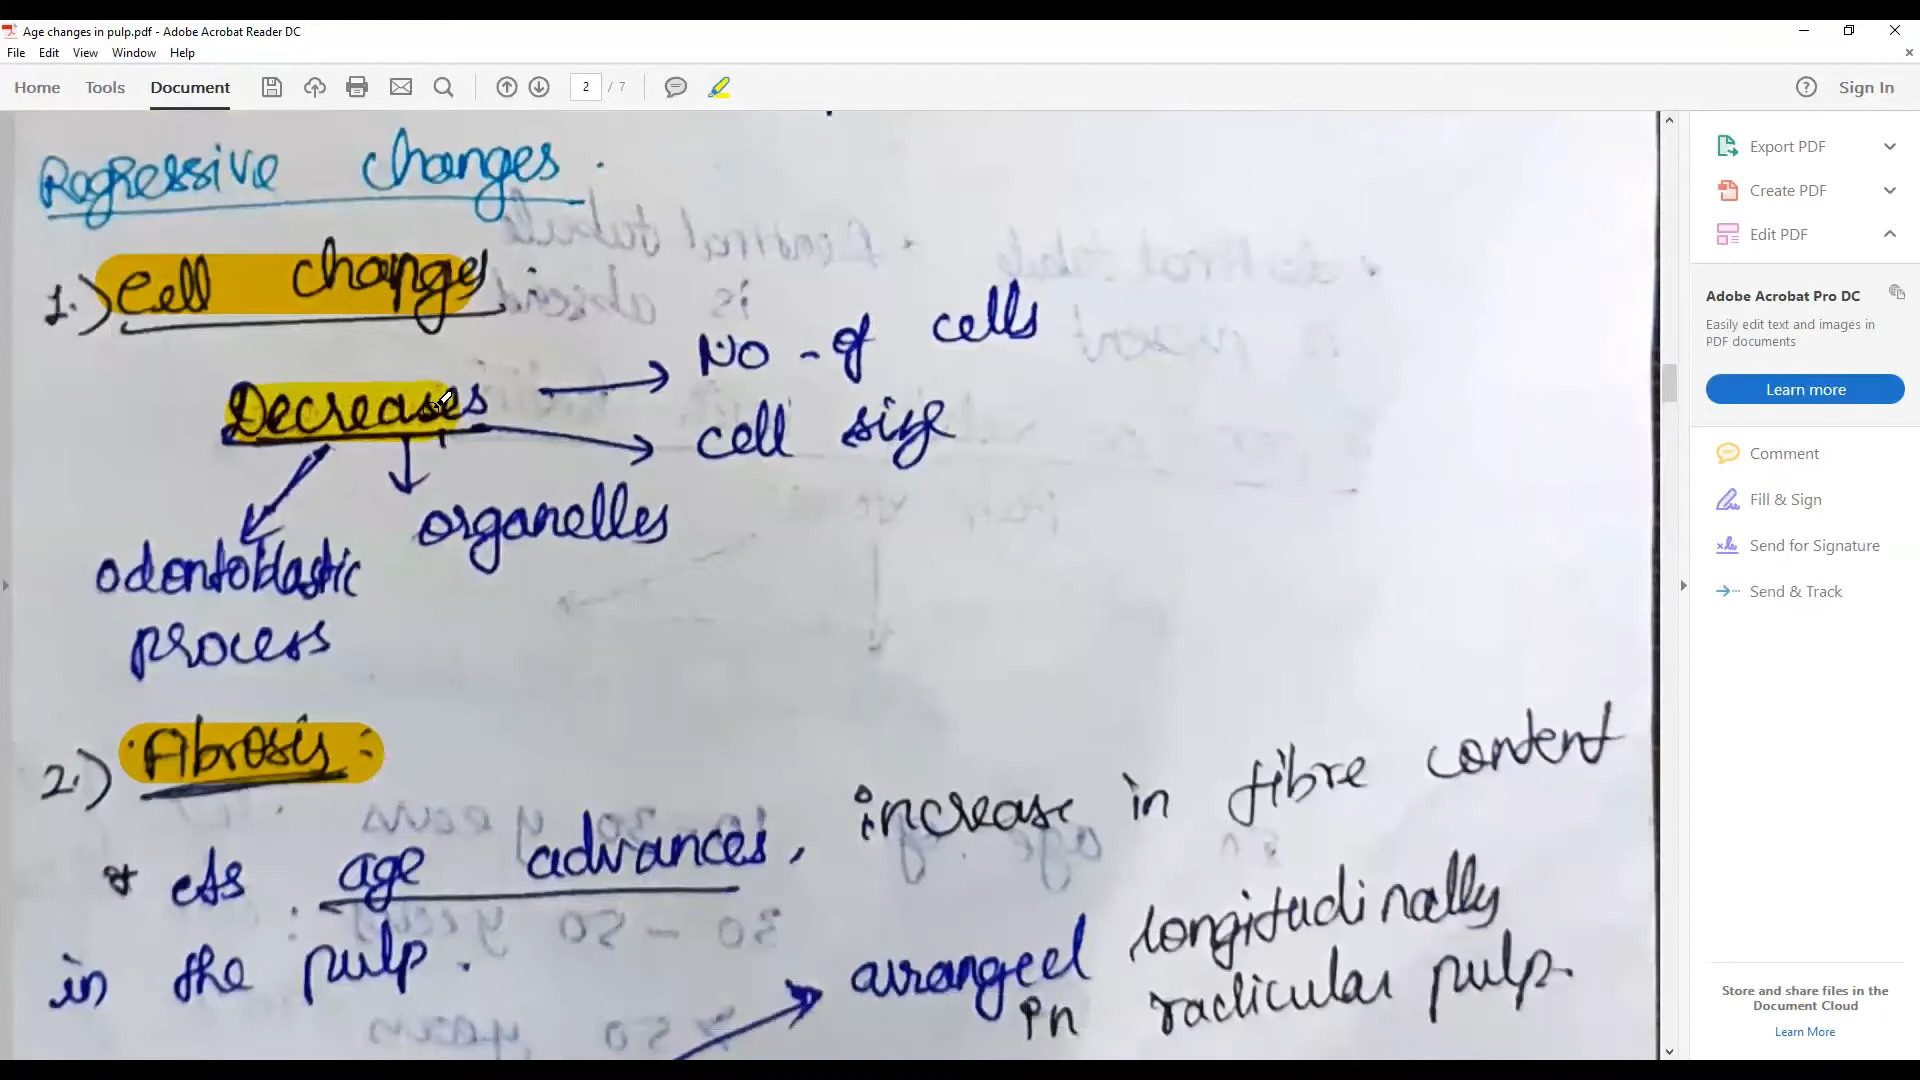 Age changes in pulp.pdf - Adobe Acrobat Reader DC
File Edit View Window Help
Home Tools Document 2 / 7 Sign In
Regressive changes.
1.) Cell changes
Decreases → No - of cells
→ cell size
organelles
odontoblastic
process
2.) Fibrosis :
* As age advances, increase in fibre content
in the pulp.
→ arranged longitudinally
in radicular pulp.
Export PDF
Create PDF
Edit PDF
Adobe Acrobat Pro DC
Easily edit text and images in
PDF documents
Learn more
Comment
Fill & Sign
Send for Signature
Send & Track
Store and share files in the
Document Cloud
Learn More